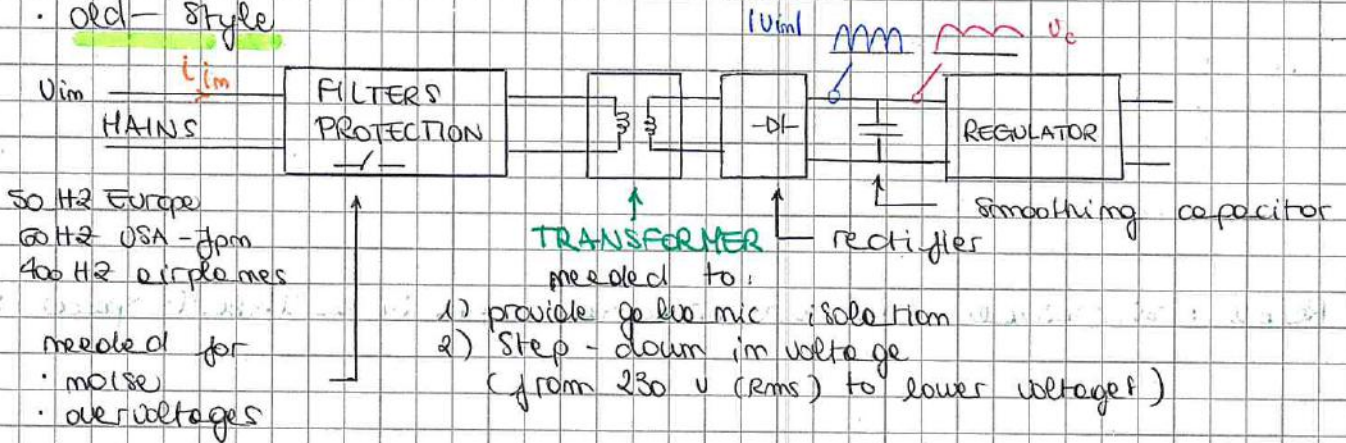 · old-style
|Vin|
Vc
iin
Vin
MAINS
FILTERS
PROTECTION
-D|-
REGULATOR
50 Hz Europe
60 Hz USA-Jpn
400 Hz airplanes
needed for
· noise
· overvoltages
TRANSFORMER
needed to:
1) provide galvanic isolation
2) Step-down in voltage
(from 230 V (RMS) to lower voltages)
rectifier
smoothing capacitor